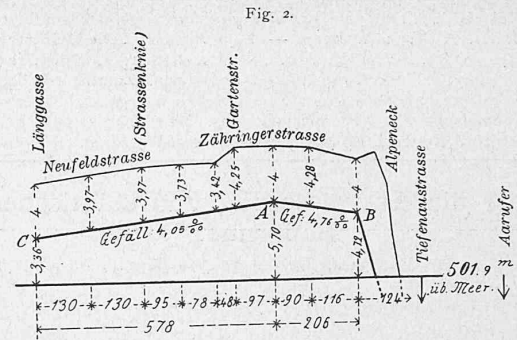 Fig. 2.
Länggasse
(Strassenknie)
Gartenstr.
Zähringerstrasse
Neufeldstrasse
Alpeneck
Tiefenaustrasse
Aarufer
4
3,97
3,97
3,73
3,42
4,25
4
4,28
4
C
A
B
Gefäll: 4,05 ‰
Gef: 4,76 ‰
3,36
5,70
4,72
501.9 m
üb. Meer.
130 130 95 78 48 97 90 116 124
578 206